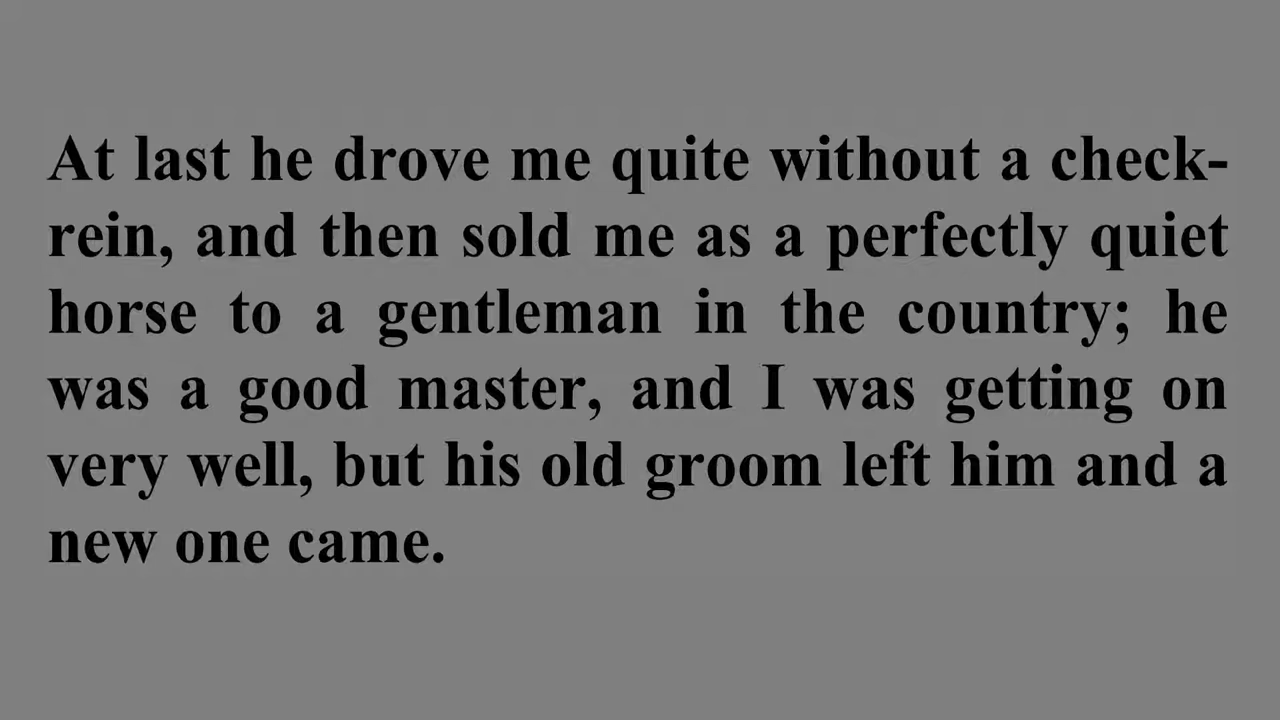 At last he drove me quite without a check-
rein, and then sold me as a perfectly quiet
horse to a gentleman in the country; he
was a good master, and I was getting on
very well, but his old groom left him and a
new one came.